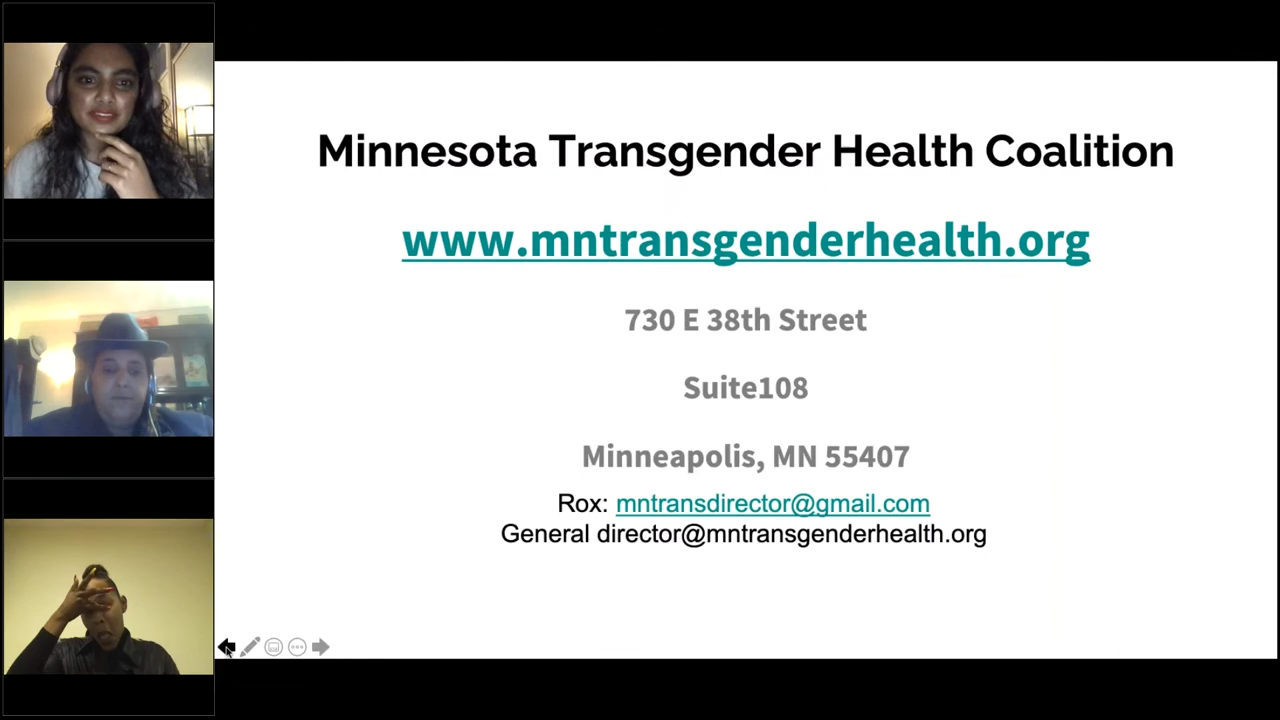 Minnesota Transgender Health Coalition
www.mntransgenderhealth.org
730 E 38th Street
Suite108
Minneapolis, MN 55407
Rox: mntransdirector@gmail.com
General director@mntransgenderhealth.org